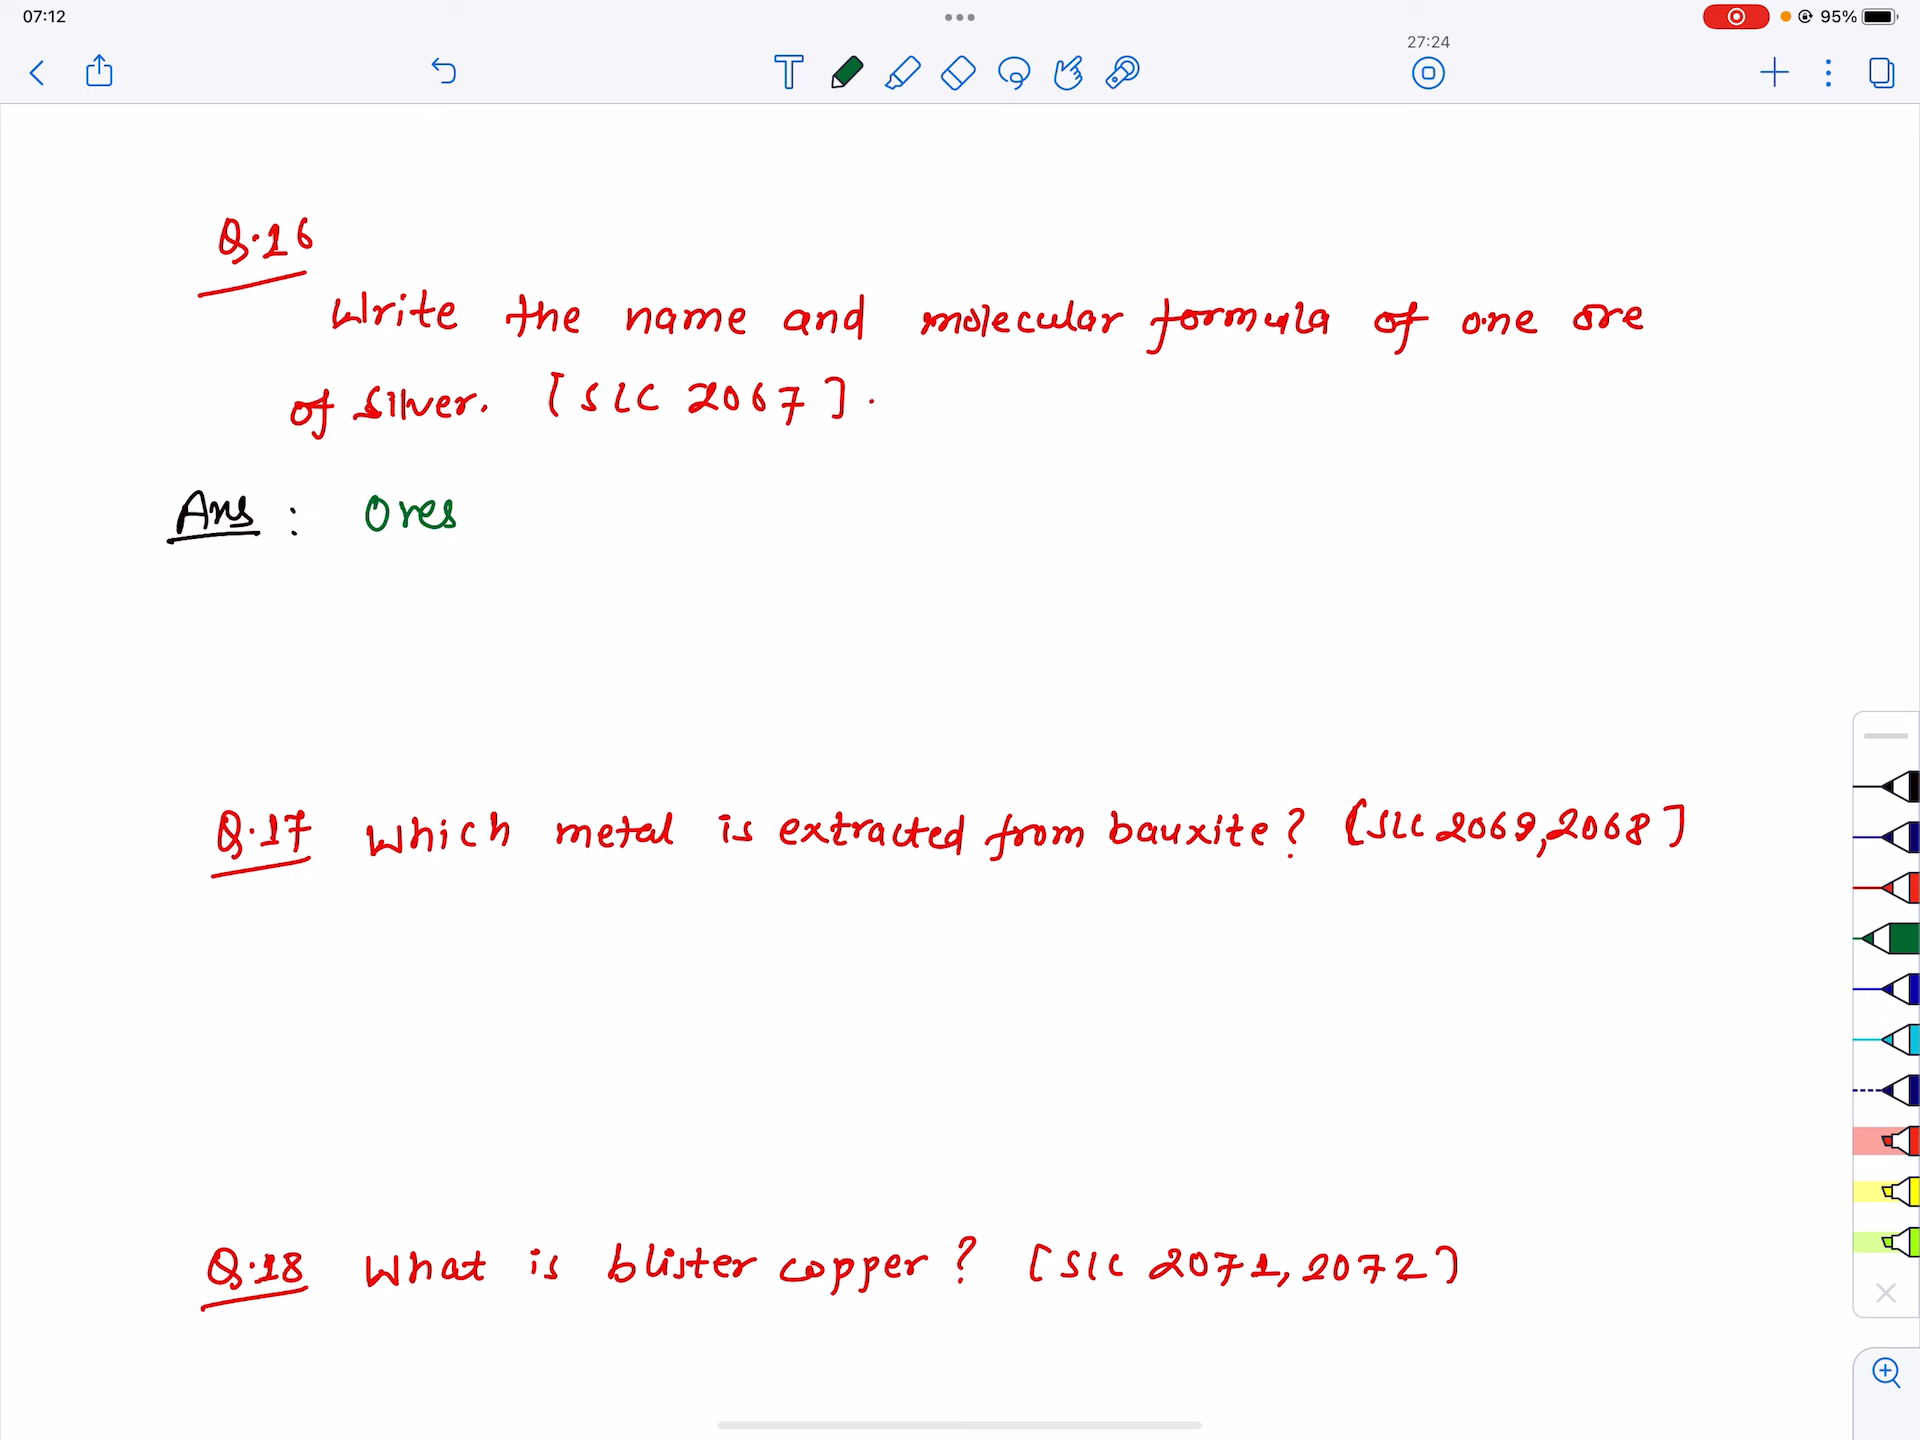 07:12
95%
27:24
Q.16
Write the name and molecular formula of one ore
of silver. [SLC 2067].
Ans : Ores
Q.17 Which metal is extracted from bauxite? [SLC 2069,2068]
Q.18 What is blister copper? [SLC 2071, 2072]